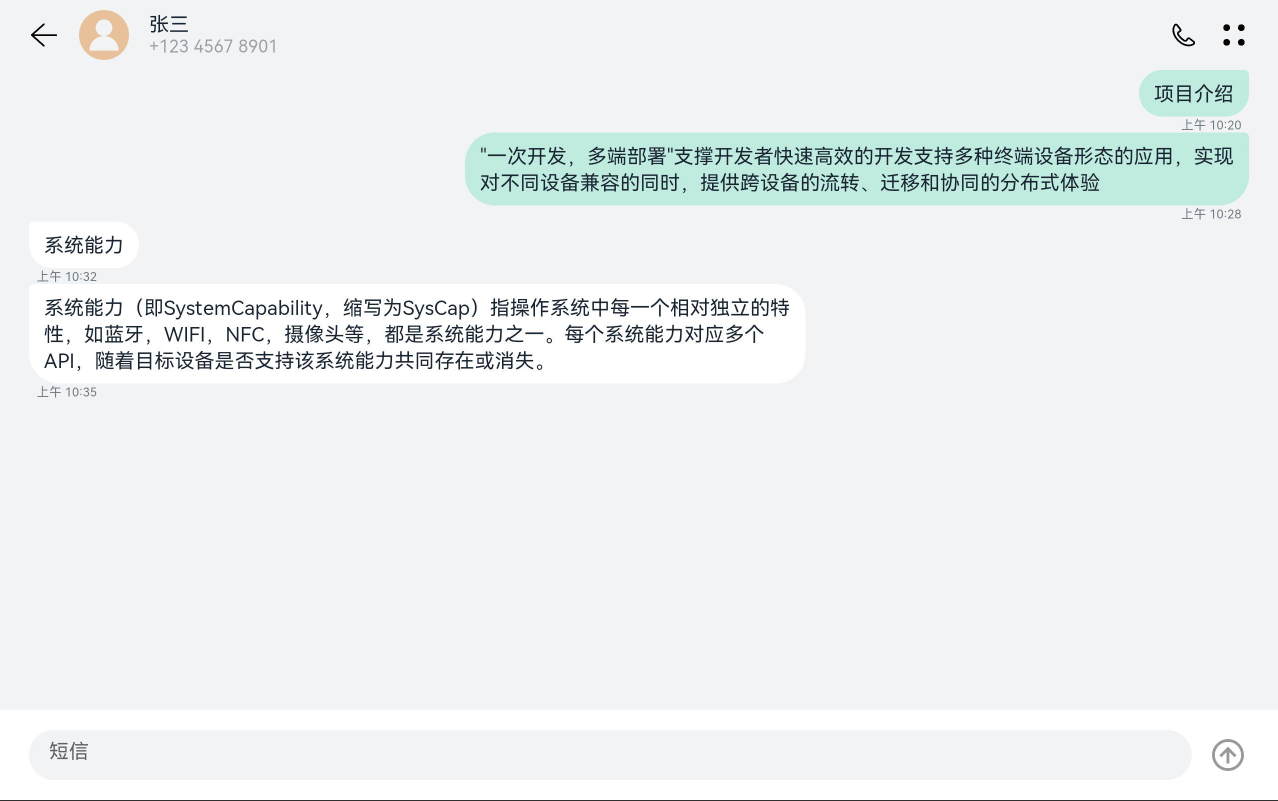 张三
+123 4567 8901
项目介绍
上午 10:20
"一次开发，多端部署"支撑开发者快速高效的开发支持多种终端设备形态的应用，实现
对不同设备兼容的同时，提供跨设备的流转、迁移和协同的分布式体验
上午 10:28
系统能力
上午 10:32
系统能力（即SystemCapability，缩写为SysCap）指操作系统中每一个相对独立的特
性，如蓝牙，WIFI，NFC，摄像头等，都是系统能力之一。每个系统能力对应多个
API，随着目标设备是否支持该系统能力共同存在或消失。
上午 10:35
短信